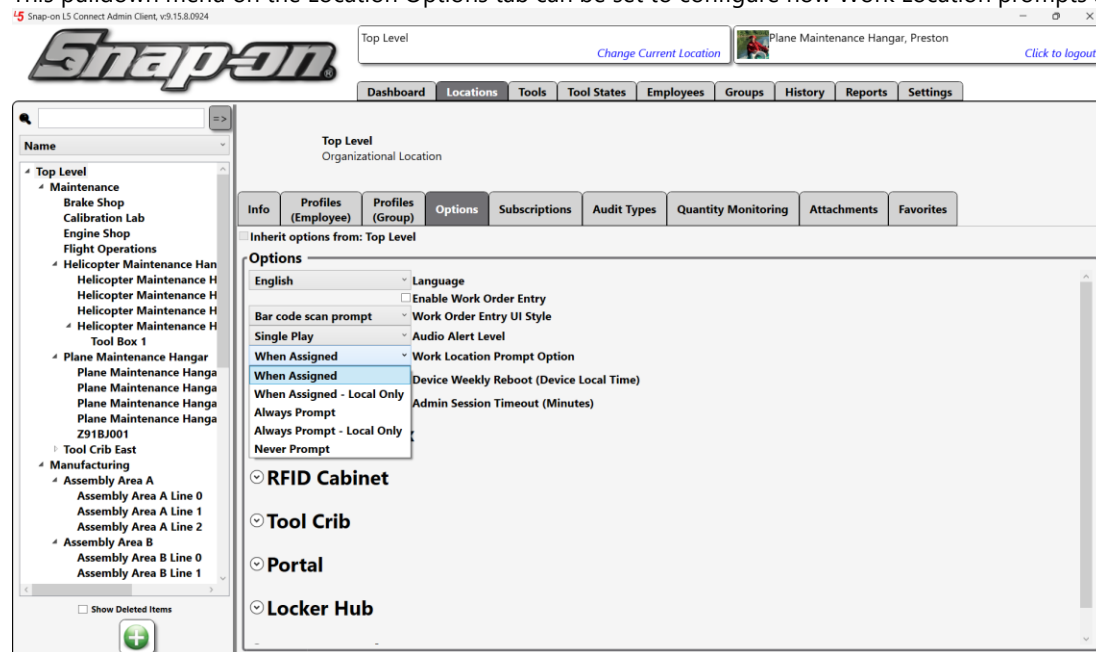 This pulldown menu on the Location Options tab can be set to configure how Work Location prompts
L5 Snap-on L5 Connect Admin Client, v:9.15.8.0924
Snap-on
Top Level
Change Current Location
Plane Maintenance Hangar, Preston
Click to logout
Dashboard Locations Tools Tool States Employees Groups History Reports Settings
=>
Name
Top Level
Maintenance
Brake Shop
Calibration Lab
Engine Shop
Flight Operations
Helicopter Maintenance Han
Helicopter Maintenance H
Helicopter Maintenance H
Helicopter Maintenance H
Helicopter Maintenance H
Tool Box 1
Plane Maintenance Hangar
Plane Maintenance Hanga
Plane Maintenance Hanga
Plane Maintenance Hanga
Plane Maintenance Hanga
Z91BJ001
Tool Crib East
Manufacturing
Assembly Area A
Assembly Area A Line 0
Assembly Area A Line 1
Assembly Area A Line 2
Assembly Area B
Assembly Area B Line 0
Assembly Area B Line 1
Show Deleted Items
Top Level
Organizational Location
Info Profiles (Employee) Profiles (Group) Options Subscriptions Audit Types Quantity Monitoring Attachments Favorites
Inherit options from: Top Level
Options
English Language
Enable Work Order Entry
Bar code scan prompt Work Order Entry UI Style
Single Play Audio Alert Level
When Assigned Work Location Prompt Option
When Assigned
Device Weekly Reboot (Device Local Time)
When Assigned - Local Only
Admin Session Timeout (Minutes)
Always Prompt
Always Prompt - Local Only
Never Prompt
RFID Cabinet
Tool Crib
Portal
Locker Hub